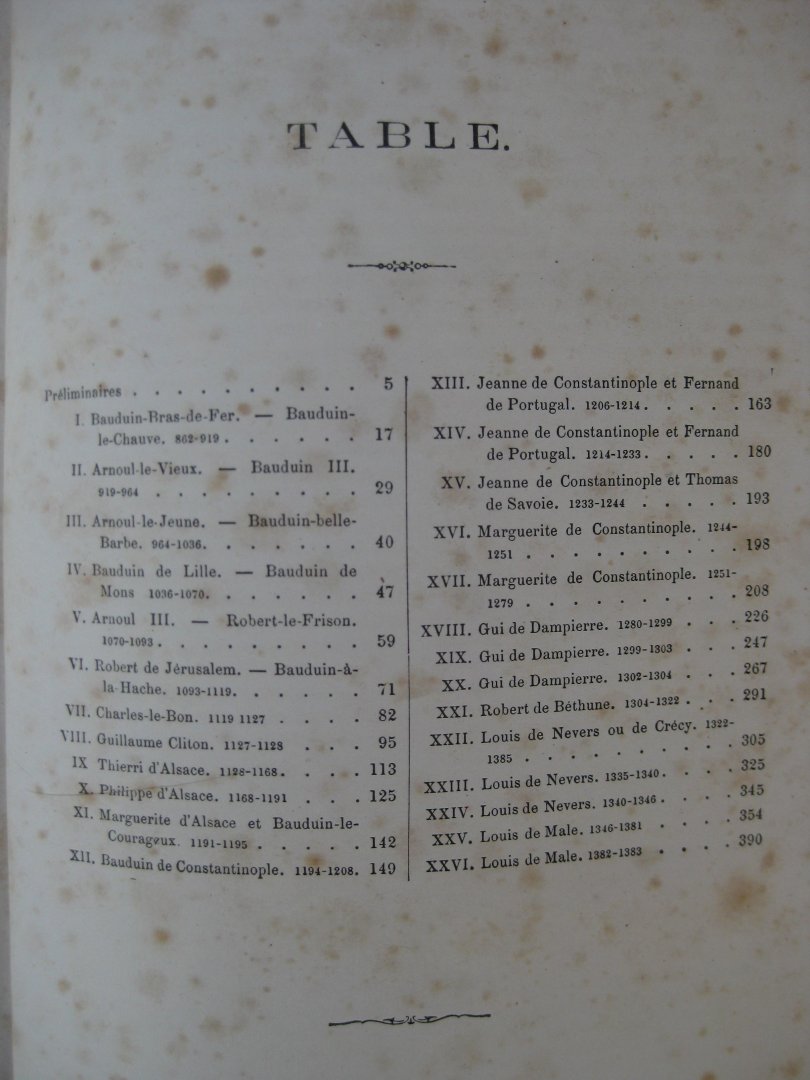 TABLE.
Préliminaires . . . . . . . . . . 5
I. Bauduin-Bras-de-Fer. — Bauduin-
le-Chauve. 862-919 . . . . . . 17
II. Arnoul-le-Vieux. — Bauduin III.
919-964 . . . . . . . . . 29
III. Arnoul-le-Jeune. — Bauduin-belle-
Barbe. 964-1036. . . . . . . 40
IV. Bauduin de Lille. — Bauduin de
Mons 1036-1070. . . . . . . 47
V. Arnoul III. — Robert-le-Frison.
1070-1093 . . . . . . . . . 59
VI. Robert de Jérusalem. — Bauduin-à-
la-Hache. 1093-1119. . . . . . 71
VII. Charles-le-Bon. 1119 1127 . . . . 82
VIII. Guillaume Cliton. 1127-1128 . . . 95
IX Thierri d'Alsace. 1128-1168. . . . 113
X. Philippe d'Alsace. 1168-1191 . . . 125
XI. Marguerite d'Alsace et Bauduin-le-
Courageux. 1191-1195 . . . . . 142
XII. Bauduin de Constantinople. 1194-1208. 149
XIII. Jeanne de Constantinople et Fernand
de Portugal. 1206-1214 . . . . . 163
XIV. Jeanne de Constantinople et Fernand
de Portugal. 1214-1233. . . . . 180
XV. Jeanne de Constantinople et Thomas
de Savoie. 1233-1244 . . . . . 193
XVI. Marguerite de Constantinople. 1244-
1251 . . . . . . . . . . 198
XVII. Marguerite de Constantinople. 1251-
1279 . . . . . . . . . 208
XVIII. Gui de Dampierre. 1280-1299 . . . 226
XIX. Gui de Dampierre. 1299-1303 . . . 247
XX. Gui de Dampierre. 1302-1304 . . . 267
XXI. Robert de Béthune. 1304-1322 . . . 291
XXII. Louis de Nevers ou de Crécy. 1322-
1385 . . . . . . . . . 305
XXIII. Louis de Nevers. 1335-1340. . . . 325
XXIV. Louis de Nevers. 1340-1346 . . . . 345
XXV. Louis de Male. 1346-1381 . . . . 354
XXVI. Louis de Male. 1382-1383 . . . . 390